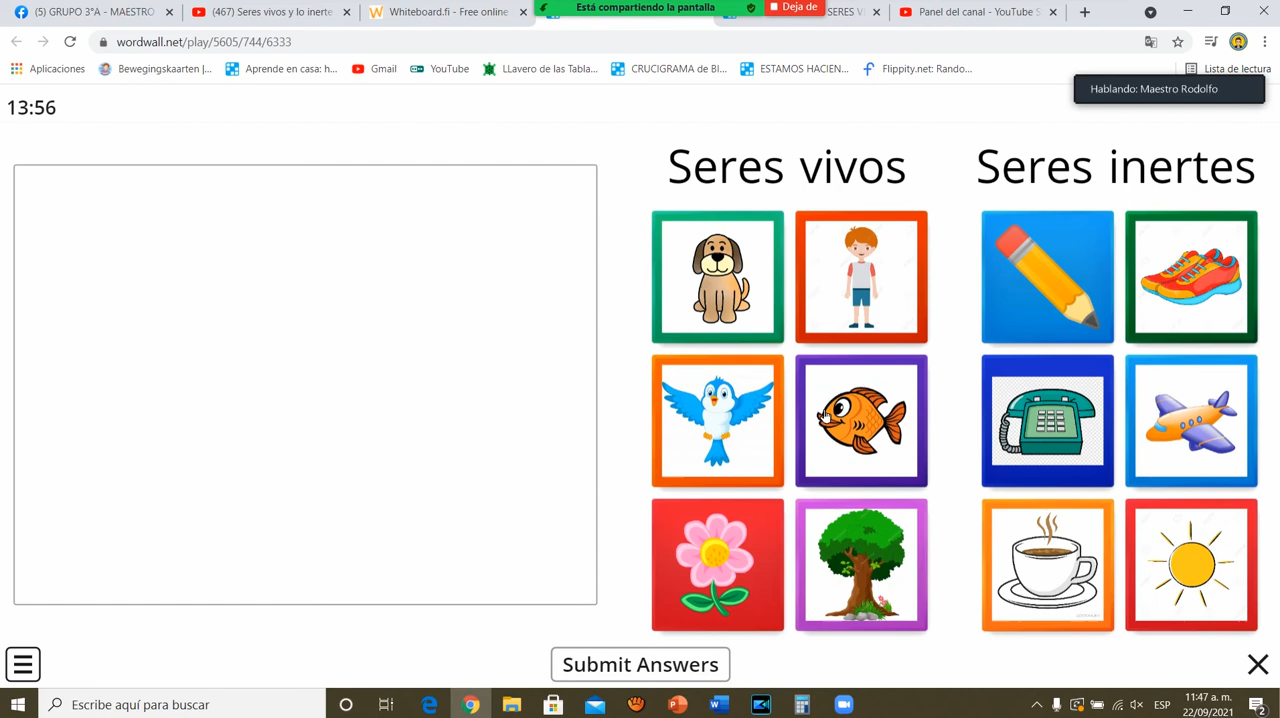 (5) GRUPO 3°A - MAESTRO
(467) Seres vivos y lo inerte
Whiteboard.fi - Free online
Está compartiendo la pantalla
Deja de
SERES VI
Panel del canal - YouTube S
wordwall.net/play/5605/744/6333
Aplicaciones
Bewegingskaarten |...
Aprende en casa: h...
Gmail
YouTube
LLavero de las Tabla...
CRUCIGRAMA de BI...
ESTAMOS HACIEN...
Flippity.net: Rando...
Lista de lectura
Hablando: Maestro Rodolfo
13:56
Seres vivos
Seres inertes
Submit Answers
Escribe aquí para buscar
ESP
11:47 a. m.
22/09/2021
2